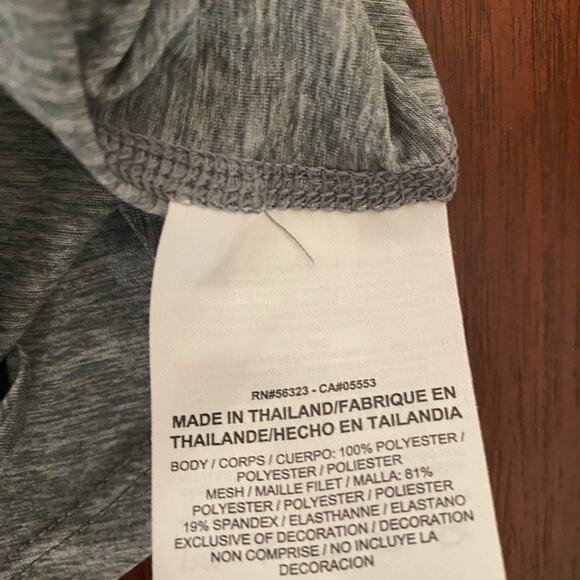 RN#56323 - CA#05553
MADE IN THAILAND/FABRIQUE EN
THAILANDE/HECHO EN TAILANDIA
BODY / CORPS / CUERPO: 100% POLYESTER /
POLYESTER / POLIESTER
MESH / MAILLE FILET / MALLA: 81%
POLYESTER / POLYESTER / POLIESTER
19% SPANDEX / ELASTHANNE / ELASTANO
EXCLUSIVE OF DECORATION / DECORATION
NON COMPRISE / NO INCLUYE LA
DECORACION